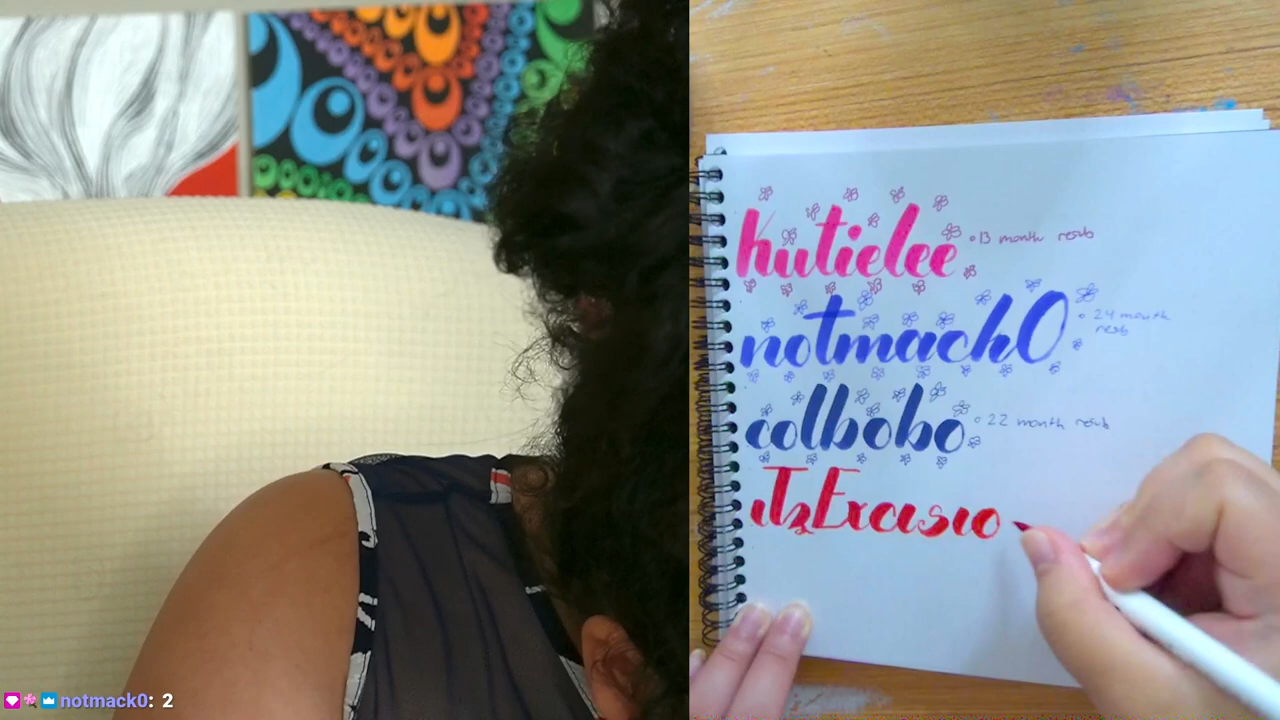 kutielee • 13 month resub
notmack0 • 24 month
resub
colbobo • 22 month resub
itzExcasio
notmack0: 2